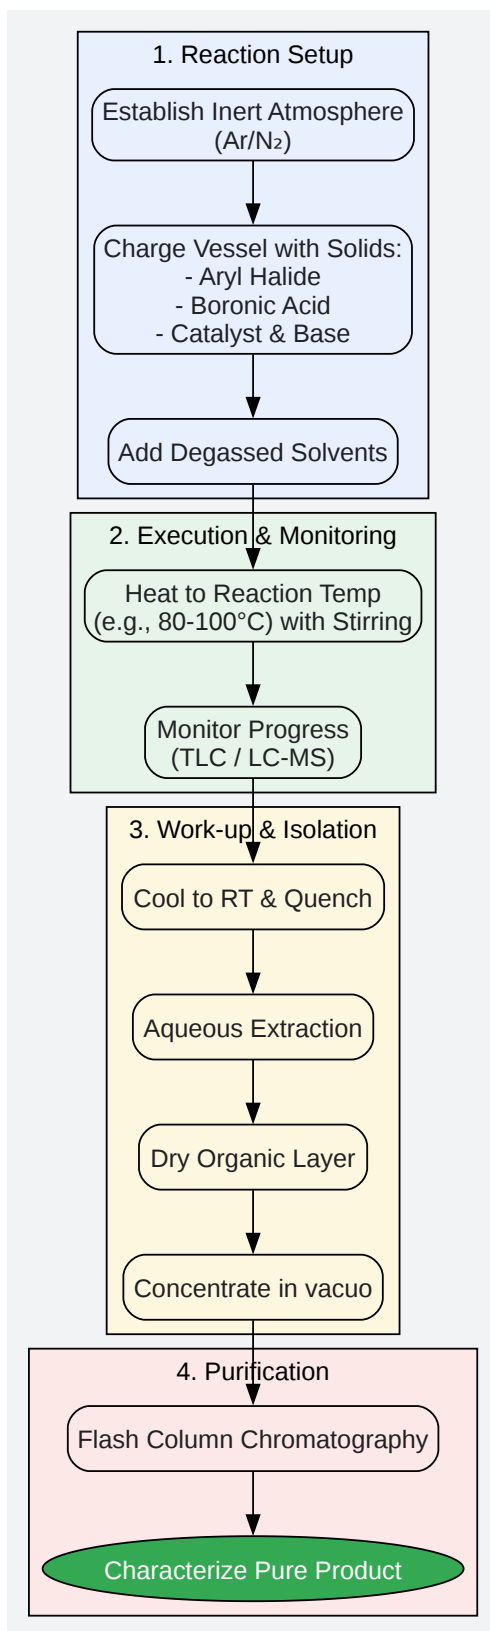 1. Reaction Setup
Establish Inert Atmosphere
(Ar/N₂)
Charge Vessel with Solids:
- Aryl Halide
- Boronic Acid
- Catalyst & Base
Add Degassed Solvents
2. Execution & Monitoring
Heat to Reaction Temp
(e.g., 80-100°C) with Stirring
Monitor Progress
(TLC / LC-MS)
3. Work-up & Isolation
Cool to RT & Quench
Aqueous Extraction
Dry Organic Layer
Concentrate in vacuo
4. Purification
Flash Column Chromatography
Characterize Pure Product